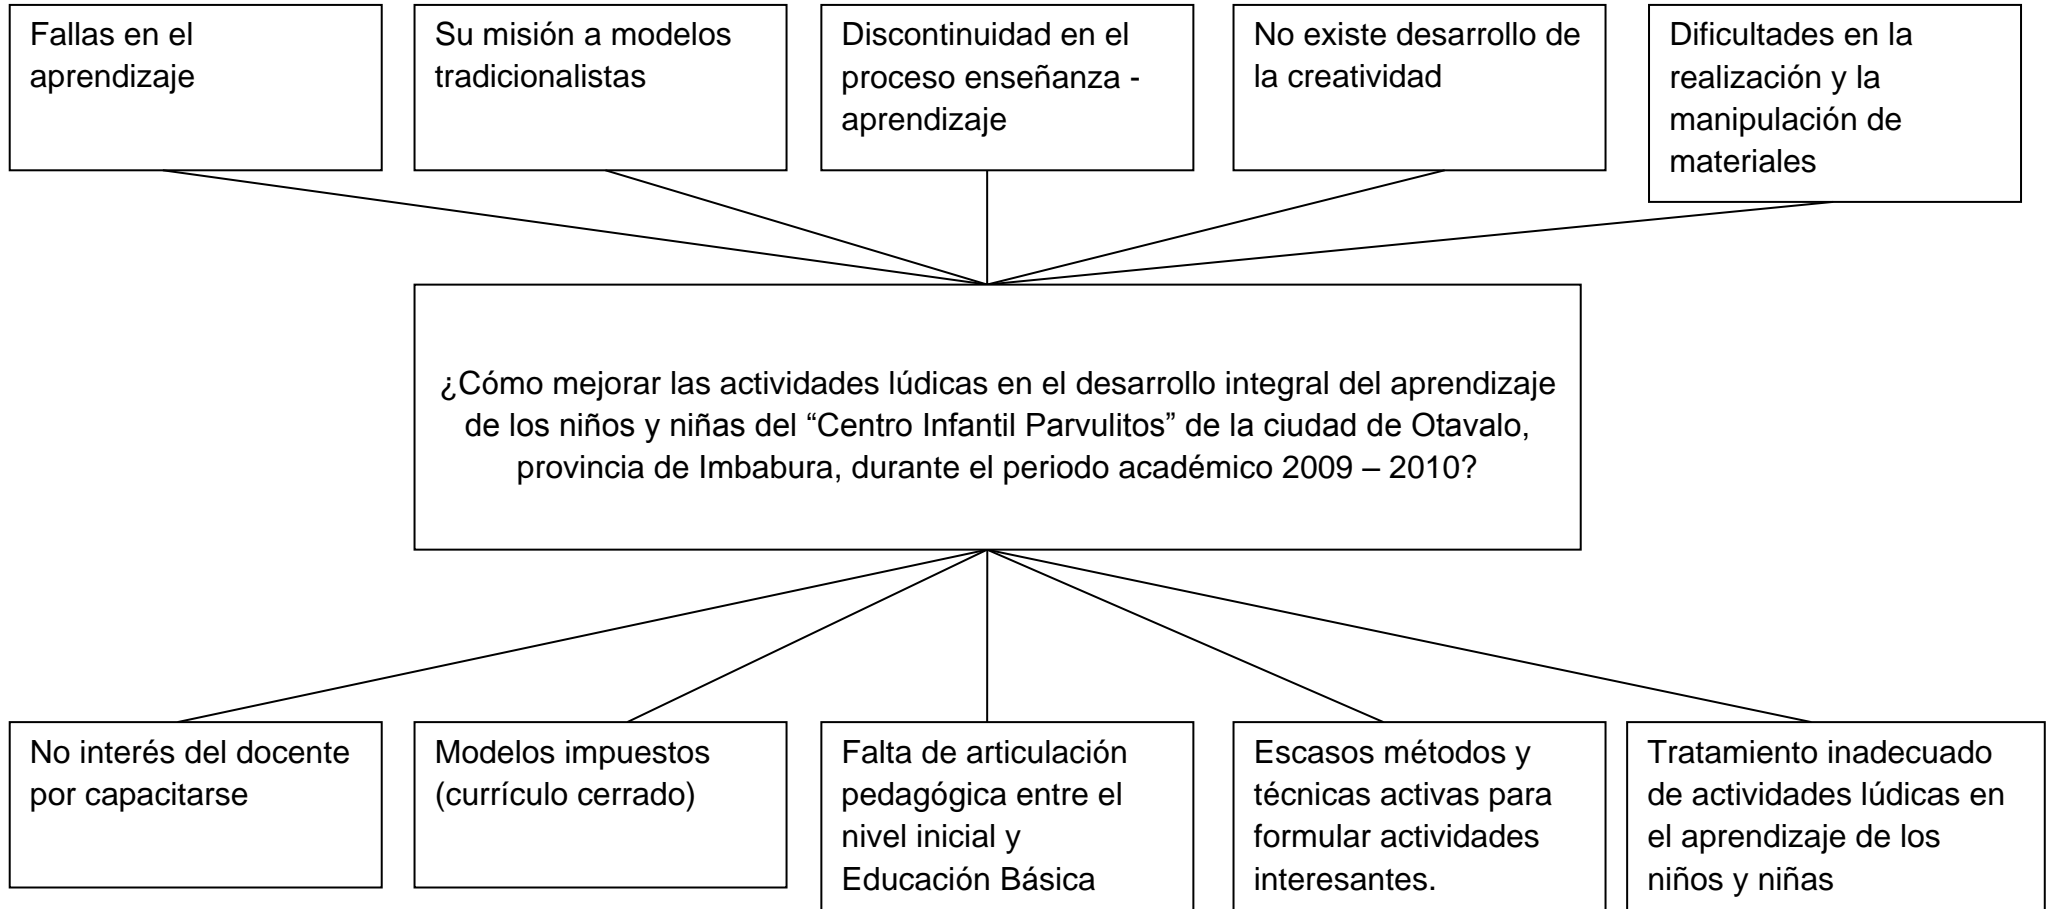 Fallas en el
aprendizaje
Su misión a modelos
tradicionalistas
Discontinuidad en el
proceso enseñanza -
aprendizaje
No existe desarrollo de
la creatividad
Dificultades en la
realización y la
manipulación de
materiales
¿Cómo mejorar las actividades lúdicas en el desarrollo integral del aprendizaje
de los niños y niñas del “Centro Infantil Parvulitos” de la ciudad de Otavalo,
provincia de Imbabura, durante el periodo académico 2009 – 2010?
No interés del docente
por capacitarse
Modelos impuestos
(currículo cerrado)
Falta de articulación
pedagógica entre el
nivel inicial y
Educación Básica
Escasos métodos y
técnicas activas para
formular actividades
interesantes.
Tratamiento inadecuado
de actividades lúdicas en
el aprendizaje de los
niños y niñas